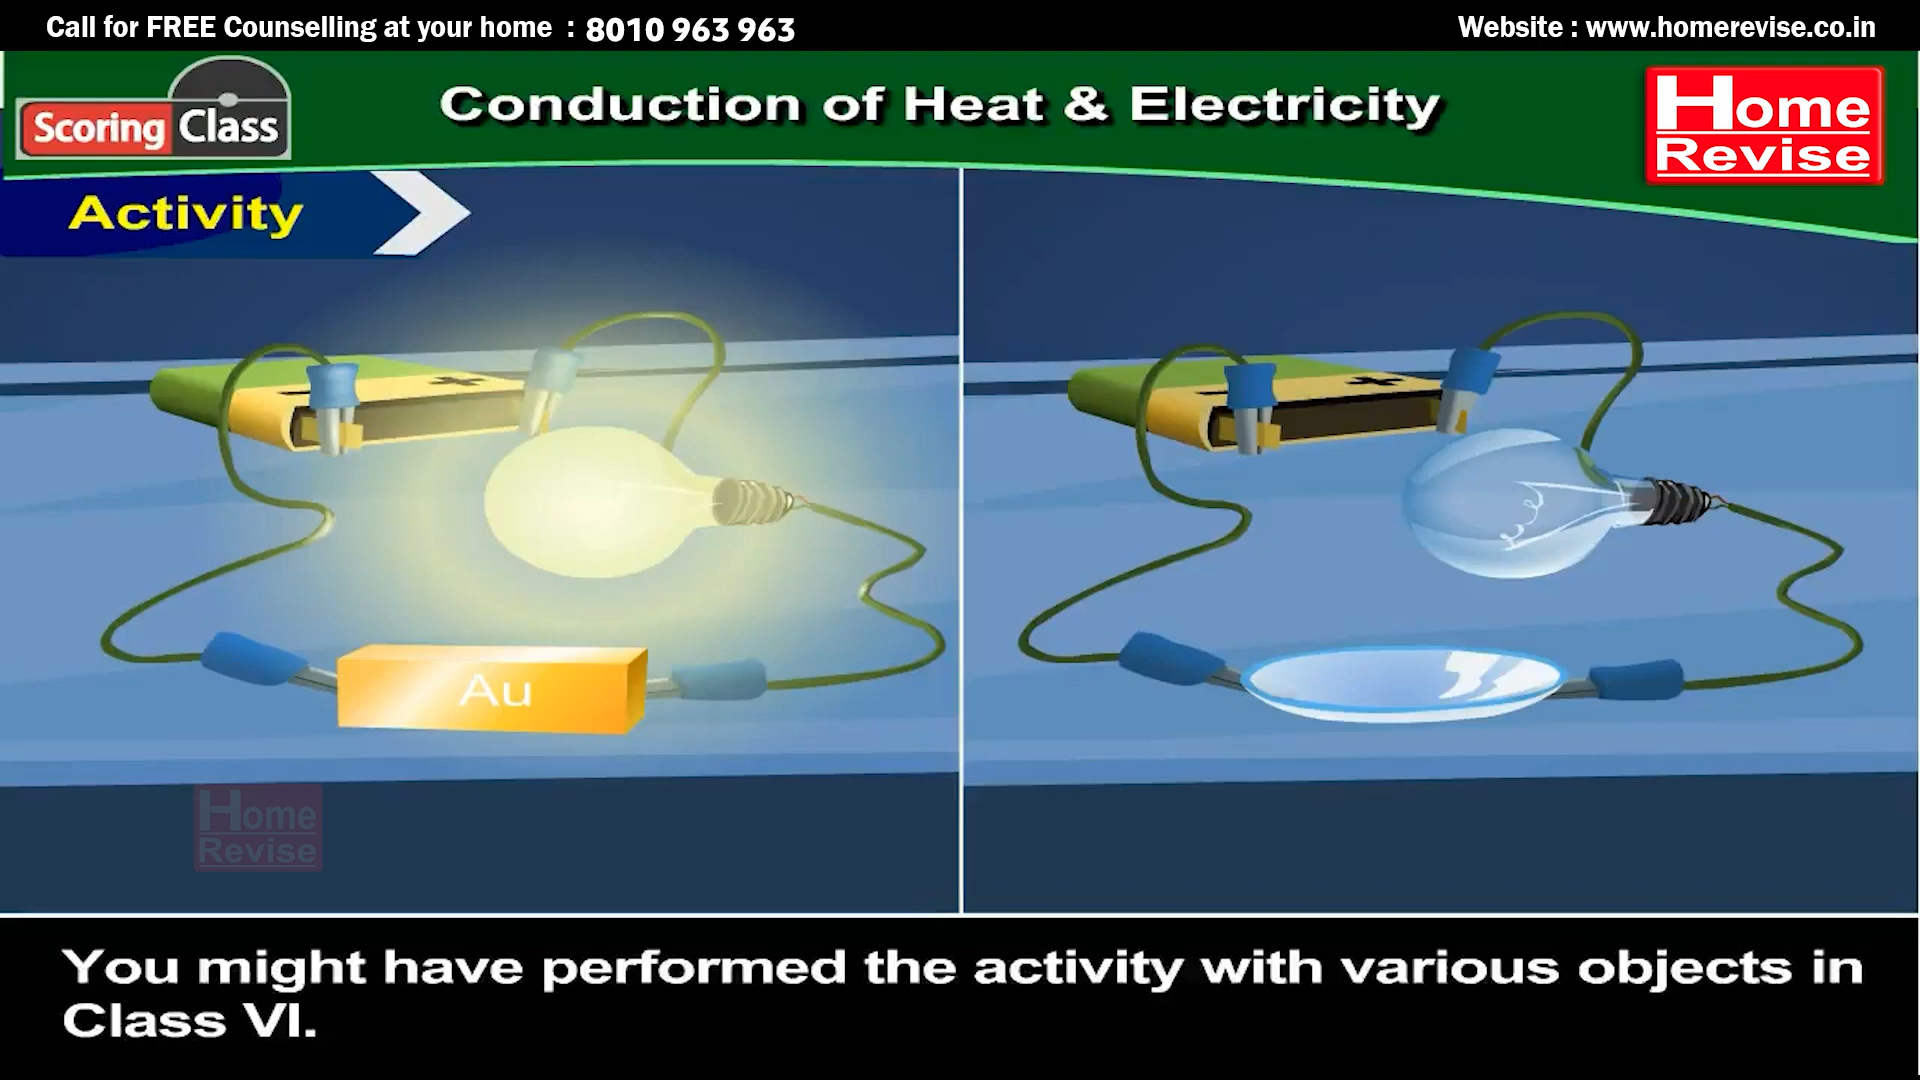 Call for FREE Counselling at your home : 8010 963 963
Website : www.homerevise.co.in
Scoring Class
Conduction of Heat & Electricity
Home
Revise
Activity
+
+
Au
Home
Revise
You might have performed the activity with various objects in
Class VI.